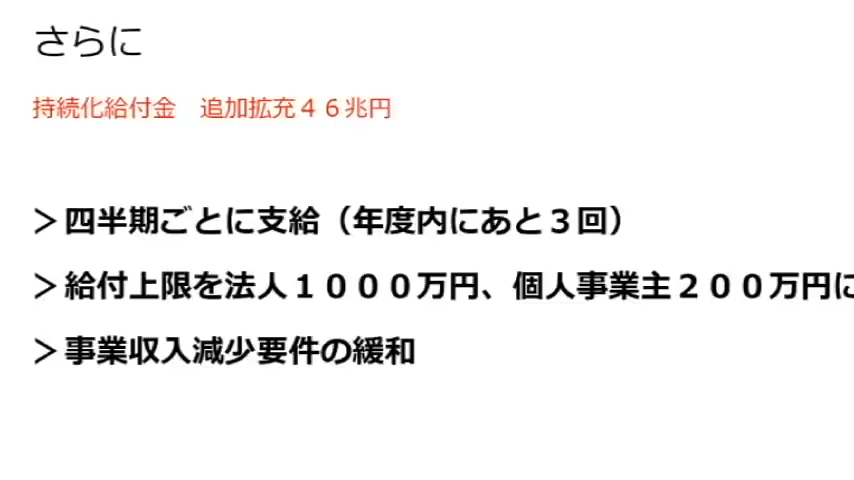 さらに
持続化給付金　追加拡充４６兆円
＞四半期ごとに支給（年度内にあと３回）
＞給付上限を法人１０００万円、個人事業主２００万円に
＞事業収入減少要件の緩和